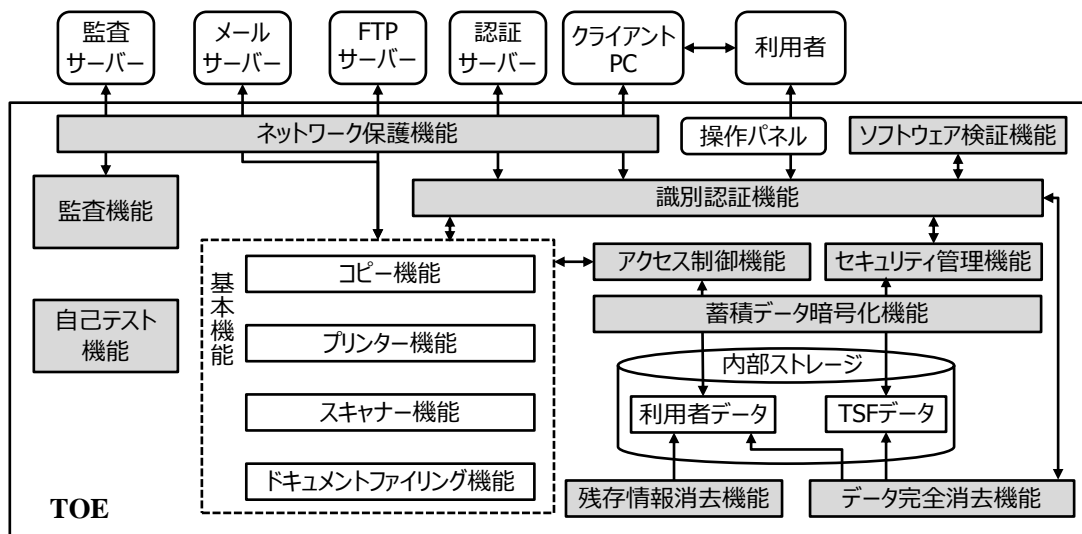 監査
サーバー
メール
サーバー
FTP
サーバー
認証
サーバー
クライアント
PC
利用者
ネットワーク保護機能
操作パネル
ソフトウェア検証機能
監査機能
識別認証機能
自己テスト
機能
基本機能
コピー機能
プリンター機能
スキャナー機能
ドキュメントファイリング機能
アクセス制御機能
セキュリティ管理機能
蓄積データ暗号化機能
内部ストレージ
利用者データ
TSFデータ
残存情報消去機能
データ完全消去機能
TOE